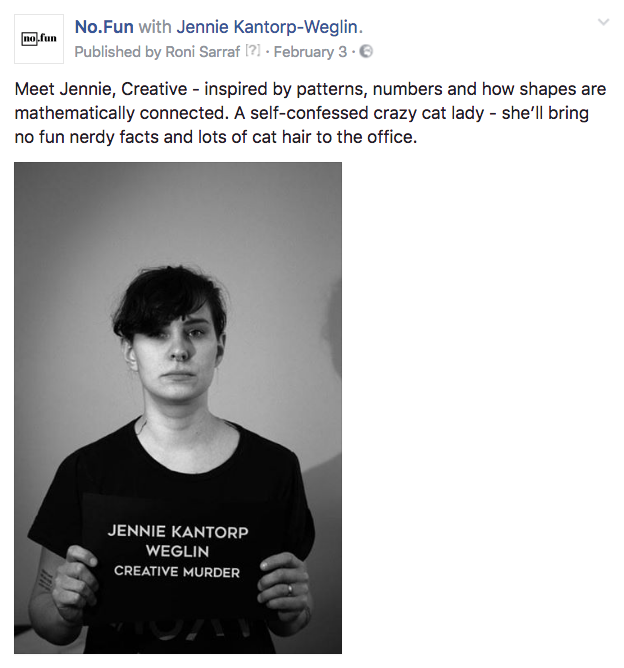 no.fun
No.Fun with Jennie Kantorp-Weglin.
Published by Roni Sarraf [?] · February 3 ·
Meet Jennie, Creative - inspired by patterns, numbers and how shapes are
mathematically connected. A self-confessed crazy cat lady - she'll bring
no fun nerdy facts and lots of cat hair to the office.
JENNIE KANTORP
WEGLIN
CREATIVE MURDER